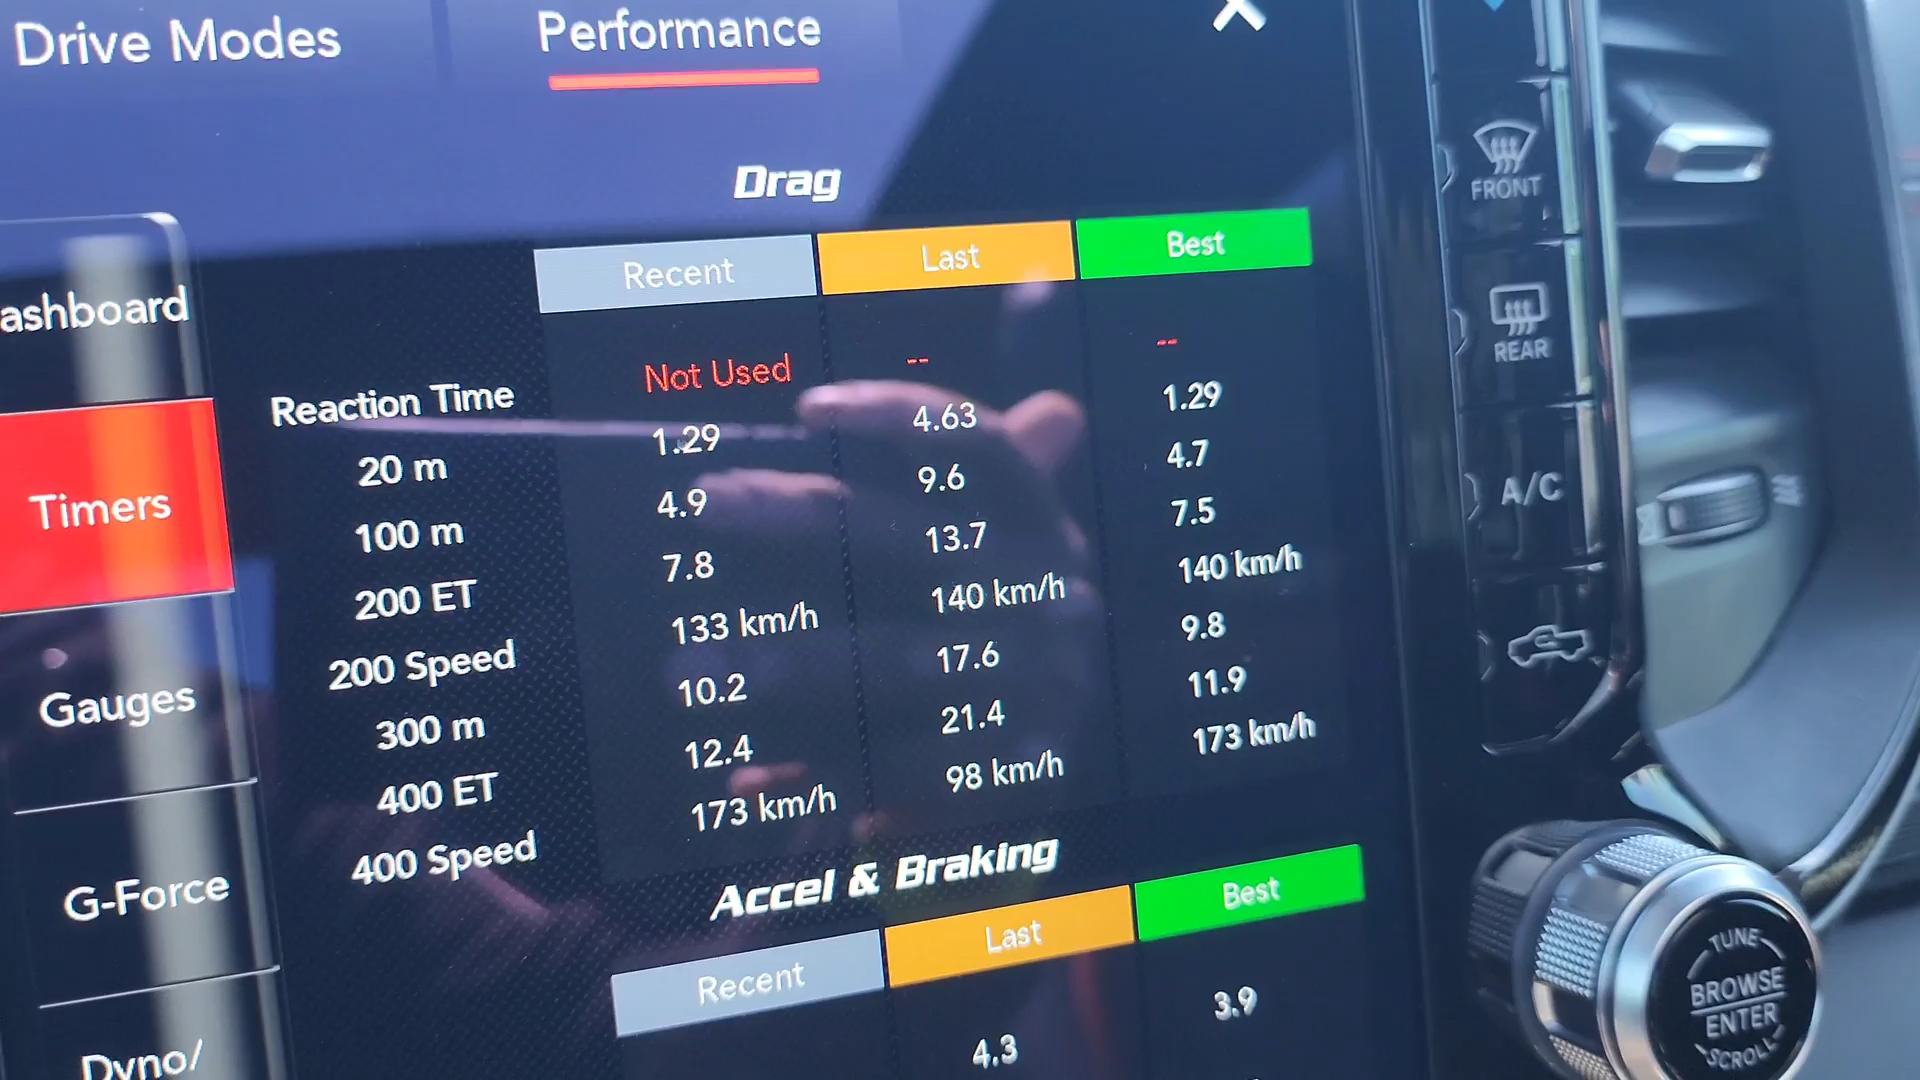 Drive Modes Performance X
Drag
Recent Last Best
Reaction Time Not Used -- --
20 m 1.29 4.63 1.29
100 m 4.9 9.6 4.7
200 ET 7.8 13.7 7.5
200 Speed 133 km/h 140 km/h 140 km/h
300 m 10.2 17.6 9.8
400 ET 12.4 21.4 11.9
400 Speed 173 km/h 98 km/h 173 km/h
Accel & Braking
Recent Last Best
4.3 3.9
ashboard
Timers
Gauges
G-Force
Dyno/
FRONT
REAR
A/C
TUNE
BROWSE
ENTER
SCROLL